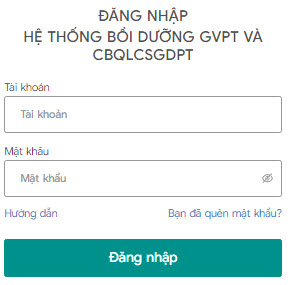 ĐĂNG NHẬP
HỆ THỐNG BỒI DƯỠNG GVPT VÀ
CBQLCSGDPT
Tài khoản
Tài khoản
Mật khẩu
Mật khẩu
Hướng dẫn
Bạn đã quên mật khẩu?
Đăng nhập